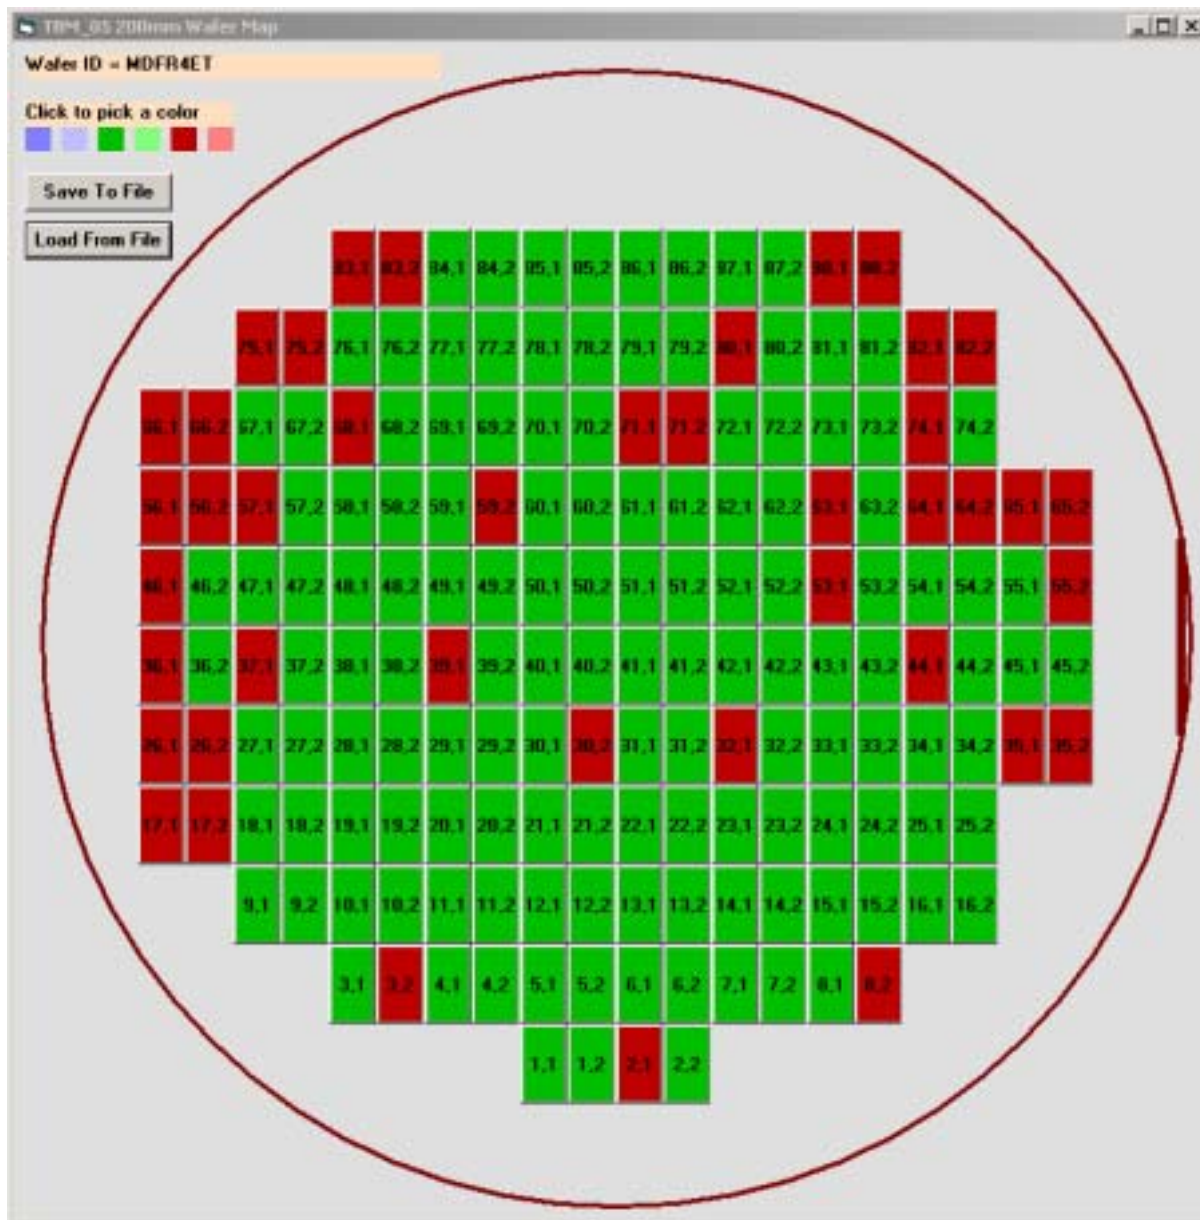 TBM_05 200mm Wafer Map
Wafer ID = MDFR4ET
Click to pick a color
Save To File
Load From File
83,1 83,2 84,1 84,2 85,1 85,2 86,1 86,2 87,1 87,2 88,1 88,2
75,1 75,2 76,1 76,2 77,1 77,2 78,1 78,2 79,1 79,2 80,1 80,2 81,1 81,2 82,1 82,2
66,1 66,2 67,1 67,2 68,1 68,2 69,1 69,2 70,1 70,2 71,1 71,2 72,1 72,2 73,1 73,2 74,1 74,2
56,1 56,2 57,1 57,2 58,1 58,2 59,1 59,2 60,1 60,2 61,1 61,2 62,1 62,2 63,1 63,2 64,1 64,2 65,1 65,2
46,1 46,2 47,1 47,2 48,1 48,2 49,1 49,2 50,1 50,2 51,1 51,2 52,1 52,2 53,1 53,2 54,1 54,2 55,1 55,2
36,1 36,2 37,1 37,2 38,1 38,2 39,1 39,2 40,1 40,2 41,1 41,2 42,1 42,2 43,1 43,2 44,1 44,2 45,1 45,2
26,1 26,2 27,1 27,2 28,1 28,2 29,1 29,2 30,1 30,2 31,1 31,2 32,1 32,2 33,1 33,2 34,1 34,2 35,1 35,2
17,1 17,2 18,1 18,2 19,1 19,2 20,1 20,2 21,1 21,2 22,1 22,2 23,1 23,2 24,1 24,2 25,1 25,2
9,1 9,2 10,1 10,2 11,1 11,2 12,1 12,2 13,1 13,2 14,1 14,2 15,1 15,2 16,1 16,2
3,1 3,2 4,1 4,2 5,1 5,2 6,1 6,2 7,1 7,2 8,1 8,2
1,1 1,2 2,1 2,2